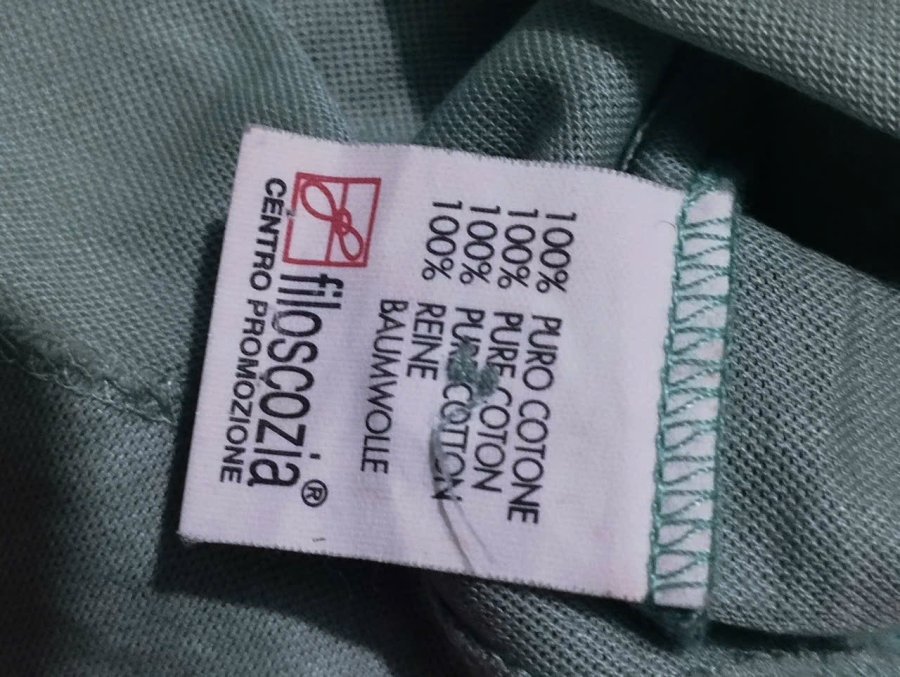 100% PURO COTONE
100% PURE COTON
100% PURE COTTON
100% REINE
BAUMWOLLE
filoscozia®
CENTRO PROMOZIONE